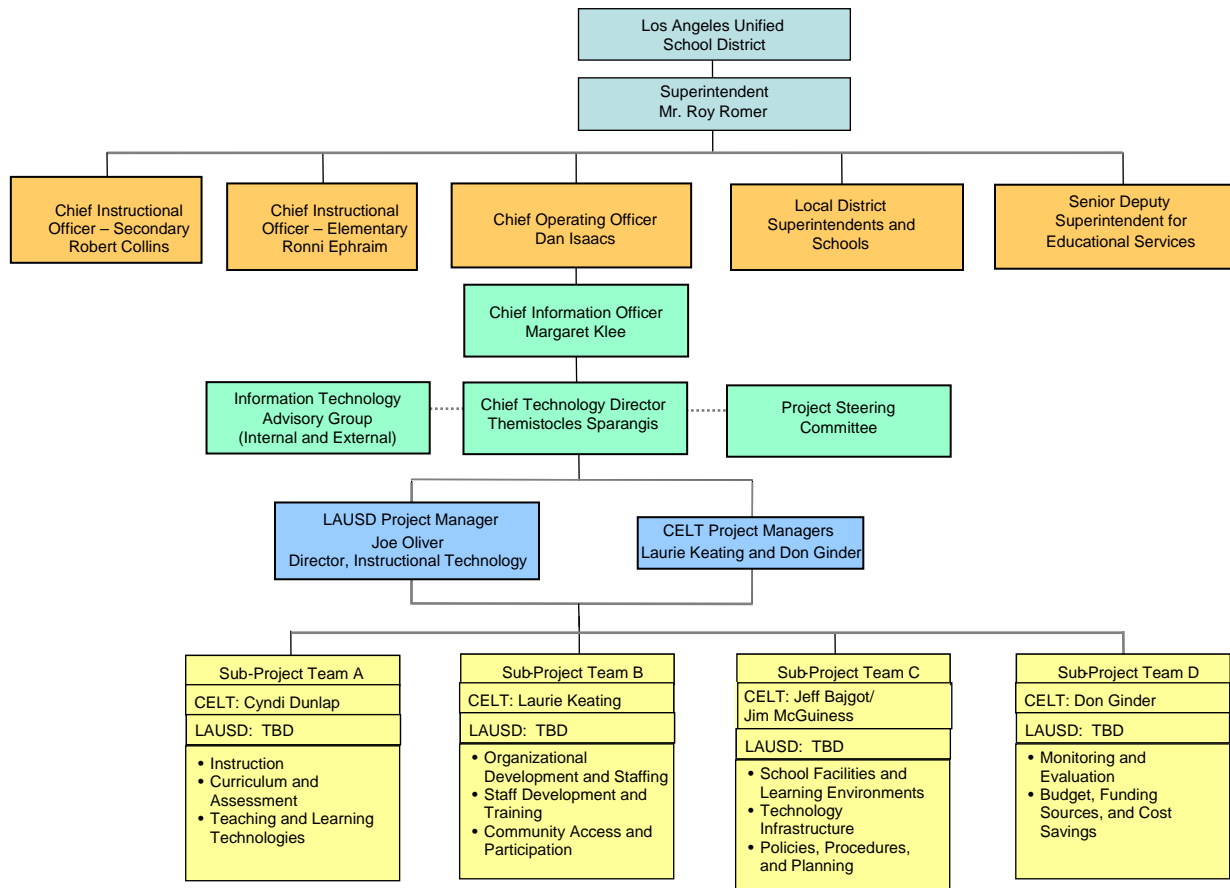 Los Angeles Unified
School District
Superintendent
Mr. Roy Romer
Chief Instructional
Officer – Secondary
Robert Collins
Chief Instructional
Officer – Elementary
Ronni Ephraim
Chief Operating Officer
Dan Isaacs
Local District
Superintendents and
Schools
Senior Deputy
Superintendent for
Educational Services
Chief Information Officer
Margaret Klee
Information Technology
Advisory Group
(Internal and External)
Chief Technology Director
Themistocles Sparangis
Project Steering
Committee
LAUSD Project Manager
Joe Oliver
Director, Instructional Technology
CELT Project Managers
Laurie Keating and Don Ginder
Sub-Project Team A
CELT: Cyndi Dunlap
LAUSD: TBD
• Instruction
• Curriculum and
Assessment
• Teaching and Learning
Technologies
Sub-Project Team B
CELT: Laurie Keating
LAUSD: TBD
• Organizational
Development and Staffing
• Staff Development and
Training
• Community Access and
Participation
Sub-Project Team C
CELT: Jeff Bajgot/
Jim McGuiness
LAUSD: TBD
• School Facilities and
Learning Environments
• Technology
Infrastructure
• Policies, Procedures,
and Planning
Sub-Project Team D
CELT: Don Ginder
LAUSD: TBD
• Monitoring and
Evaluation
• Budget, Funding
Sources, and Cost
Savings